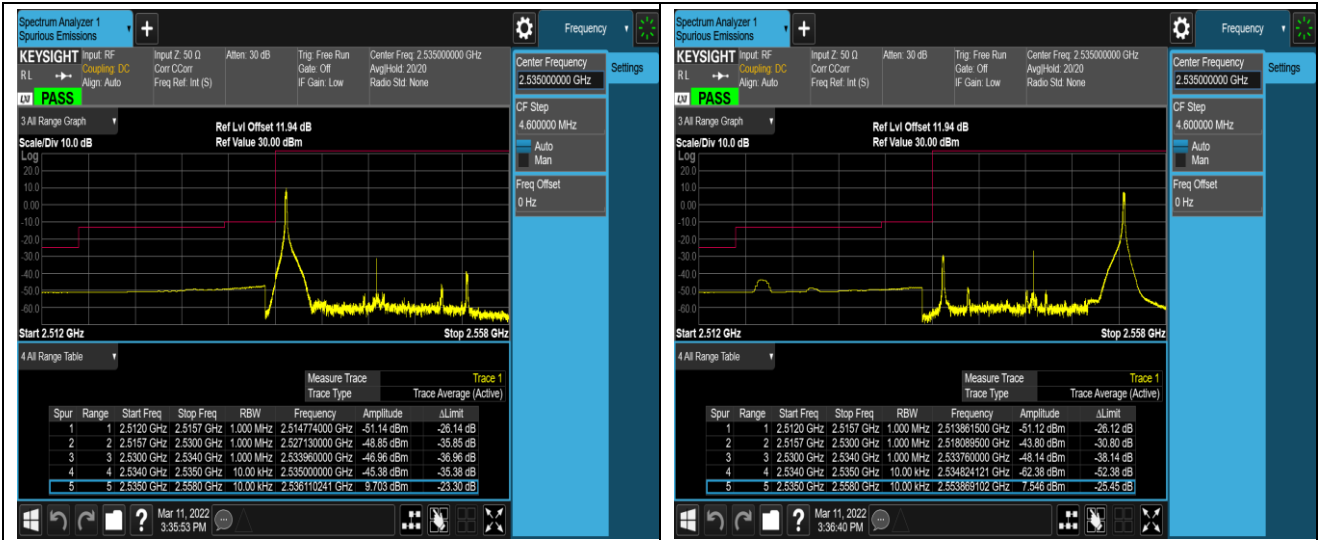 Spectrum Analyzer 1
Spurious Emissions
+
Frequency
KEYSIGHT
RL
Input: RF
Coupling: DC
Align: Auto
Input Z: 50 Ω
Corr CCorr
Freq Ref: Int (S)
Atten: 30 dB
Trig: Free Run
Gate: Off
IF Gain: Low
Center Freq: 2.535000000 GHz
Avg|Hold: 20/20
Radio Std: None
LXI PASS
Center Frequency
2.535000000 GHz
Settings
CF Step
4.600000 MHz
Auto
Man
Freq Offset
0 Hz
3 All Range Graph
Ref Lvl Offset 11.94 dB
Scale/Div 10.0 dB
Ref Value 30.00 dBm
Log
20.0
10.0
0.00
-10.0
-20.0
-30.0
-40.0
-50.0
-60.0
Start 2.512 GHz
Stop 2.558 GHz
4 All Range Table
Measure Trace Trace 1
Trace Type Trace Average (Active)
Spur Range Start Freq Stop Freq RBW Frequency Amplitude ΔLimit
1 1 2.5120 GHz 2.5157 GHz 1.000 MHz 2.514774000 GHz -51.14 dBm -26.14 dB
2 2 2.5157 GHz 2.5300 GHz 1.000 MHz 2.527130000 GHz -48.85 dBm -35.85 dB
3 3 2.5300 GHz 2.5340 GHz 1.000 MHz 2.533960000 GHz -46.96 dBm -36.96 dB
4 4 2.5340 GHz 2.5350 GHz 10.00 kHz 2.535000000 GHz -45.38 dBm -35.38 dB
5 5 2.5350 GHz 2.5580 GHz 10.00 kHz 2.536110241 GHz 9.703 dBm -23.30 dB
?
Mar 11, 2022
3:35:53 PM
Spectrum Analyzer 1
Spurious Emissions
+
Frequency
KEYSIGHT
RL
Input: RF
Coupling: DC
Align: Auto
Input Z: 50 Ω
Corr CCorr
Freq Ref: Int (S)
Atten: 30 dB
Trig: Free Run
Gate: Off
IF Gain: Low
Center Freq: 2.535000000 GHz
Avg|Hold: 20/20
Radio Std: None
LXI PASS
Center Frequency
2.535000000 GHz
Settings
CF Step
4.600000 MHz
Auto
Man
Freq Offset
0 Hz
3 All Range Graph
Ref Lvl Offset 11.94 dB
Scale/Div 10.0 dB
Ref Value 30.00 dBm
Log
20.0
10.0
0.00
-10.0
-20.0
-30.0
-40.0
-50.0
-60.0
Start 2.512 GHz
Stop 2.558 GHz
4 All Range Table
Measure Trace Trace 1
Trace Type Trace Average (Active)
Spur Range Start Freq Stop Freq RBW Frequency Amplitude ΔLimit
1 1 2.5120 GHz 2.5157 GHz 1.000 MHz 2.513861500 GHz -51.12 dBm -26.12 dB
2 2 2.5157 GHz 2.5300 GHz 1.000 MHz 2.518089500 GHz -43.80 dBm -30.80 dB
3 3 2.5300 GHz 2.5340 GHz 1.000 MHz 2.533760000 GHz -48.14 dBm -38.14 dB
4 4 2.5340 GHz 2.5350 GHz 10.00 kHz 2.534824121 GHz -62.38 dBm -52.38 dB
5 5 2.5350 GHz 2.5580 GHz 10.00 kHz 2.553869102 GHz 7.546 dBm -25.45 dB
?
Mar 11, 2022
3:36:40 PM